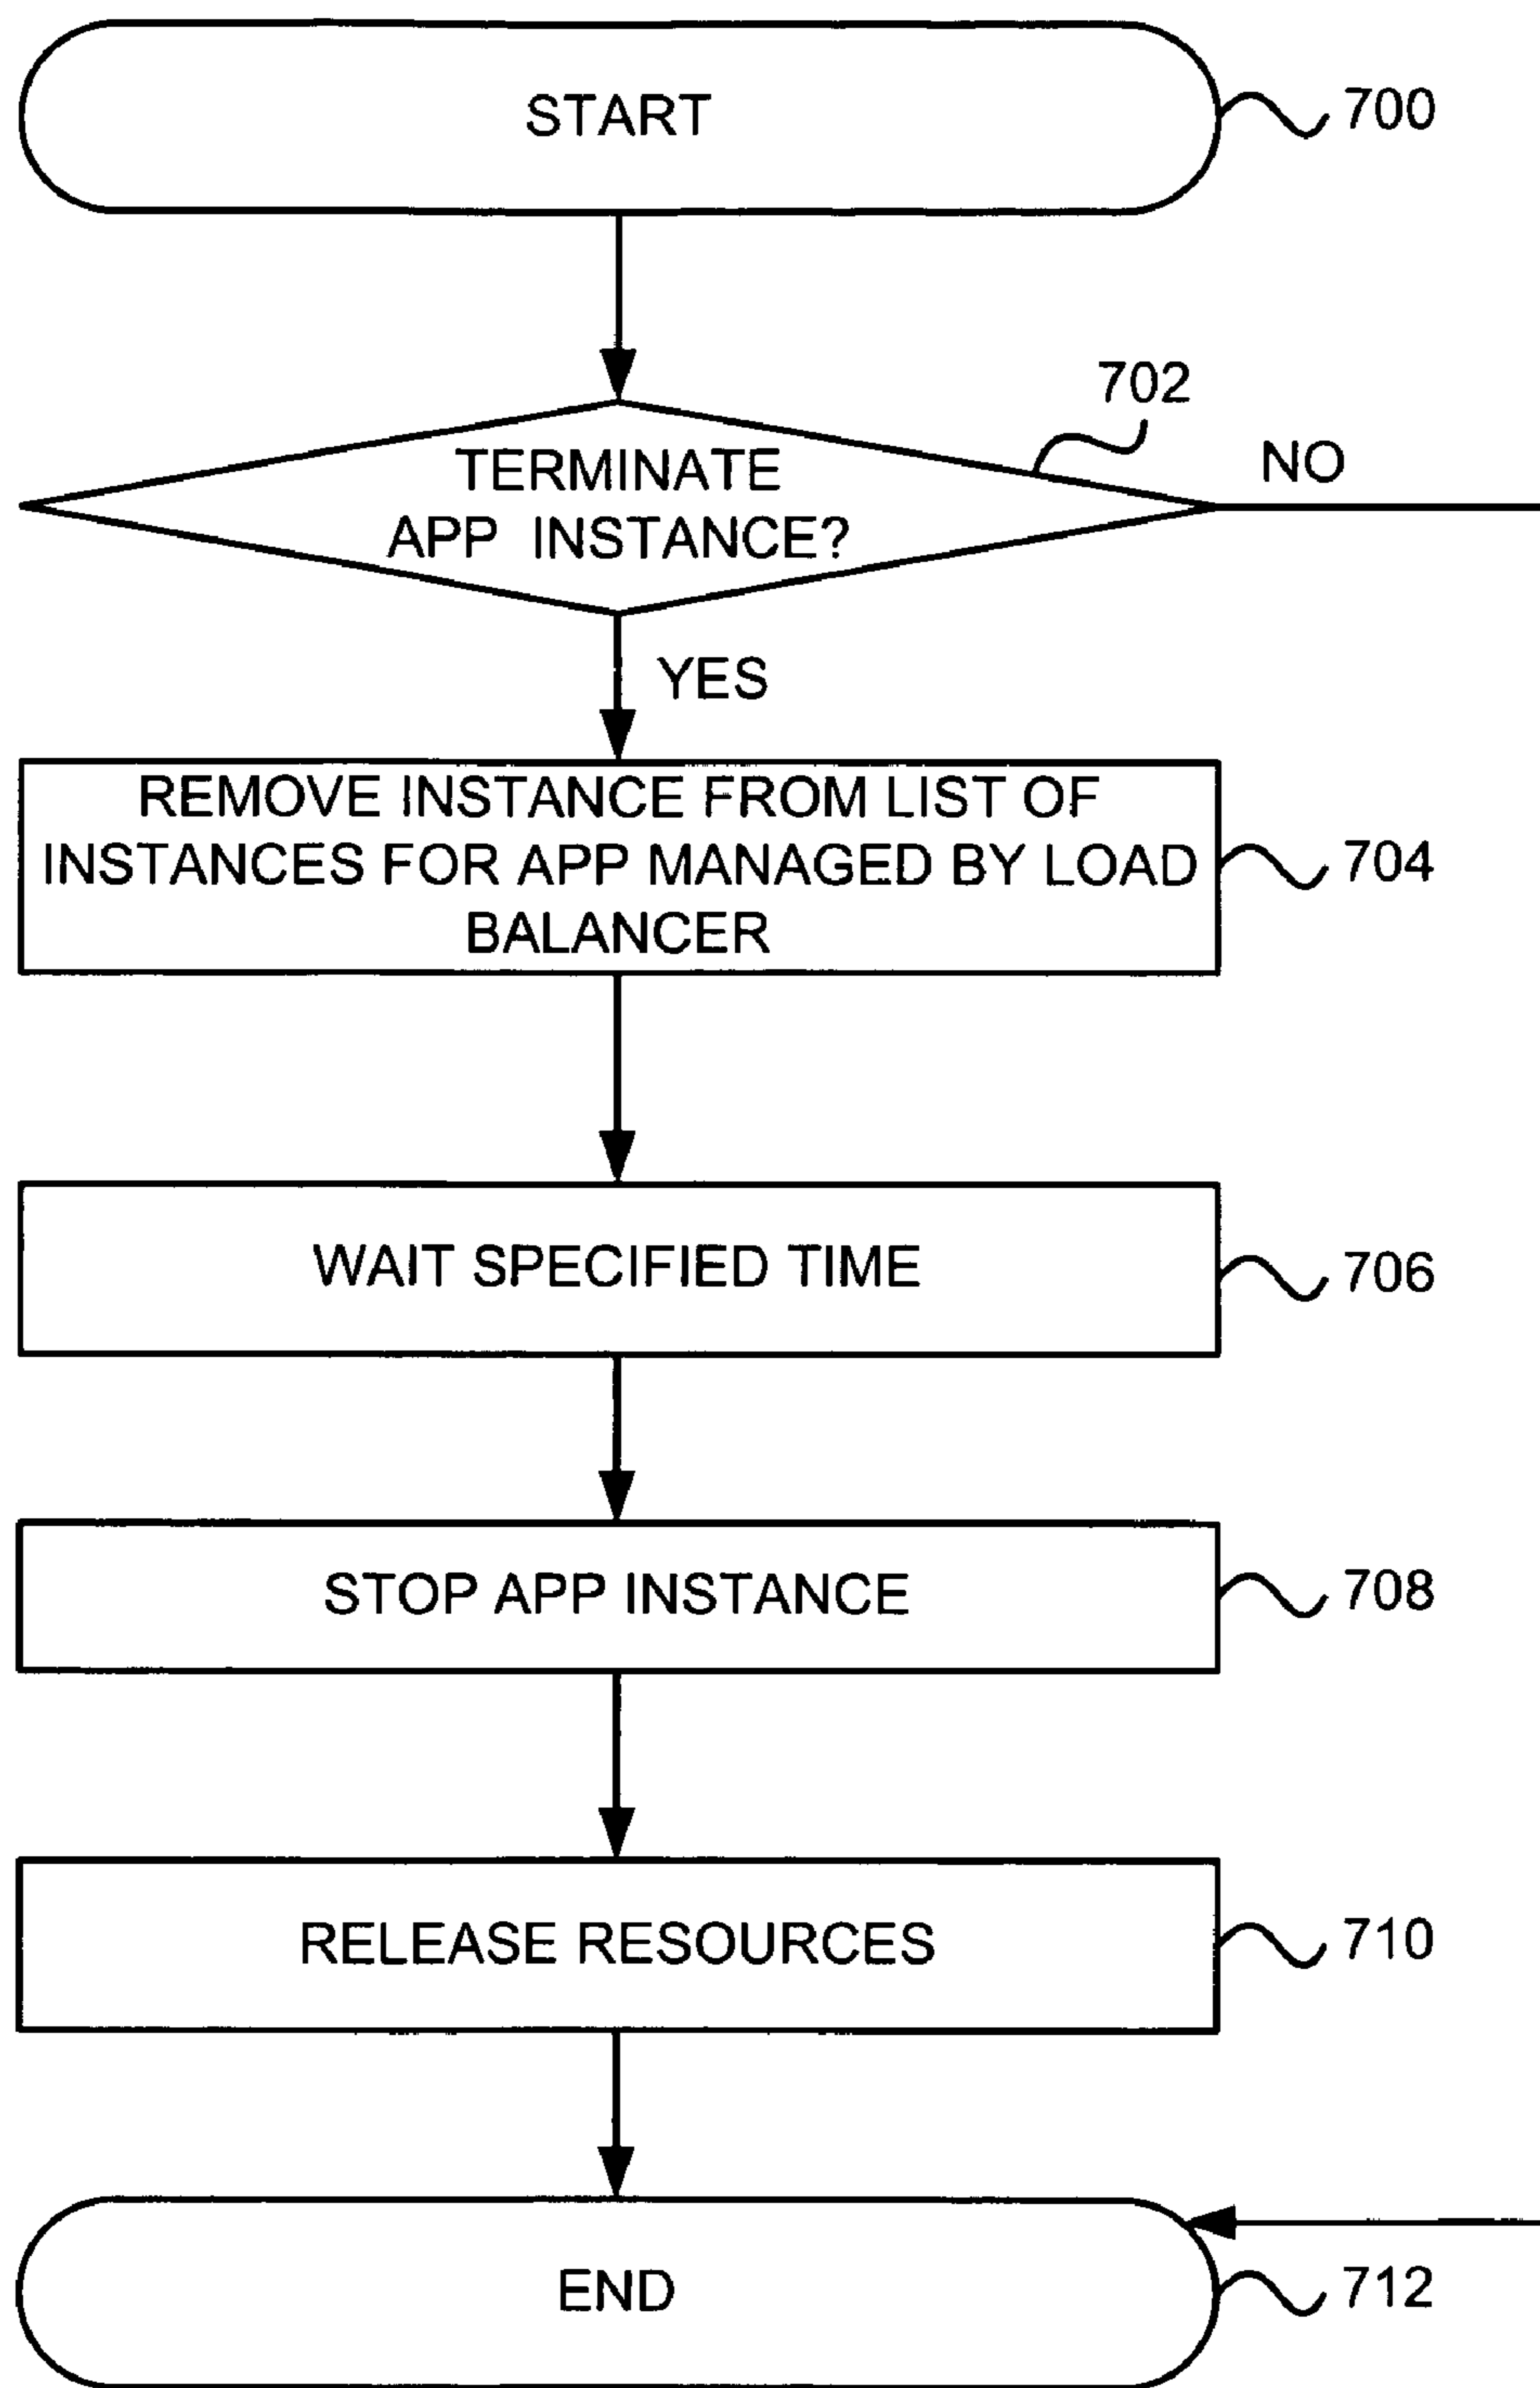 START
700
702
TERMINATE
APP INSTANCE?
NO
YES
REMOVE INSTANCE FROM LIST OF
INSTANCES FOR APP MANAGED BY LOAD
BALANCER
704
WAIT SPECIFIED TIME
706
STOP APP INSTANCE
708
RELEASE RESOURCES
710
END
712